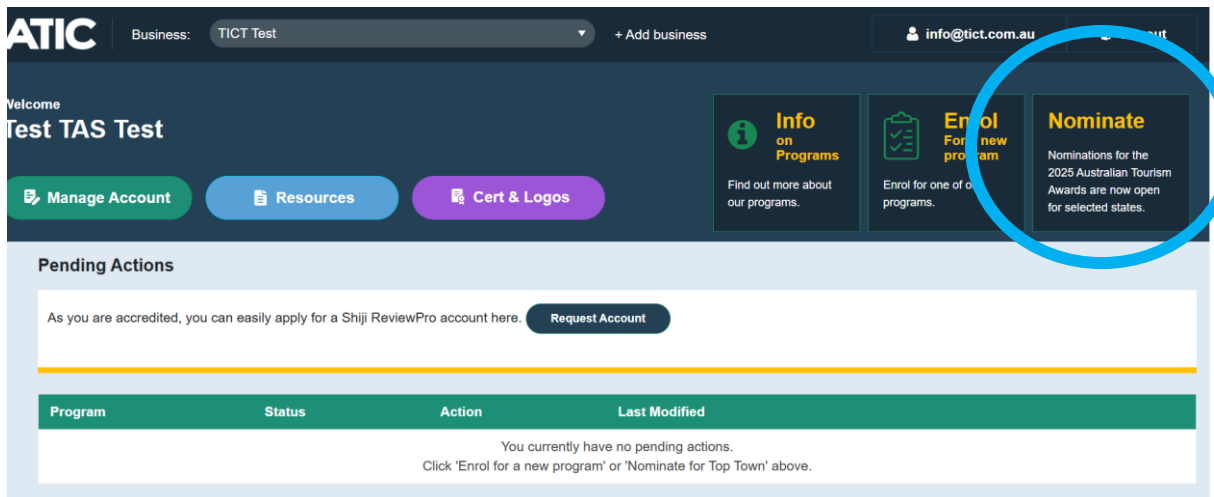 ATIC
Business:
TICT Test
+ Add business
info@tict.com.au
Welcome
Test TAS Test
Manage Account
Resources
Cert & Logos
Info
on
Programs
Find out more about
our programs.
new
Enrol for one of
programs.
Nominate
Nominations for the
2025 Australian Tourism
Awards are now open
for selected states.
Pending Actions
As you are accredited, you can easily apply for a Shiji ReviewPro account here.
Request Account
Program
Status
Action
Last Modified
You currently have no pending actions.
Click 'Enrol for a new program' or 'Nominate for Top Town' above.